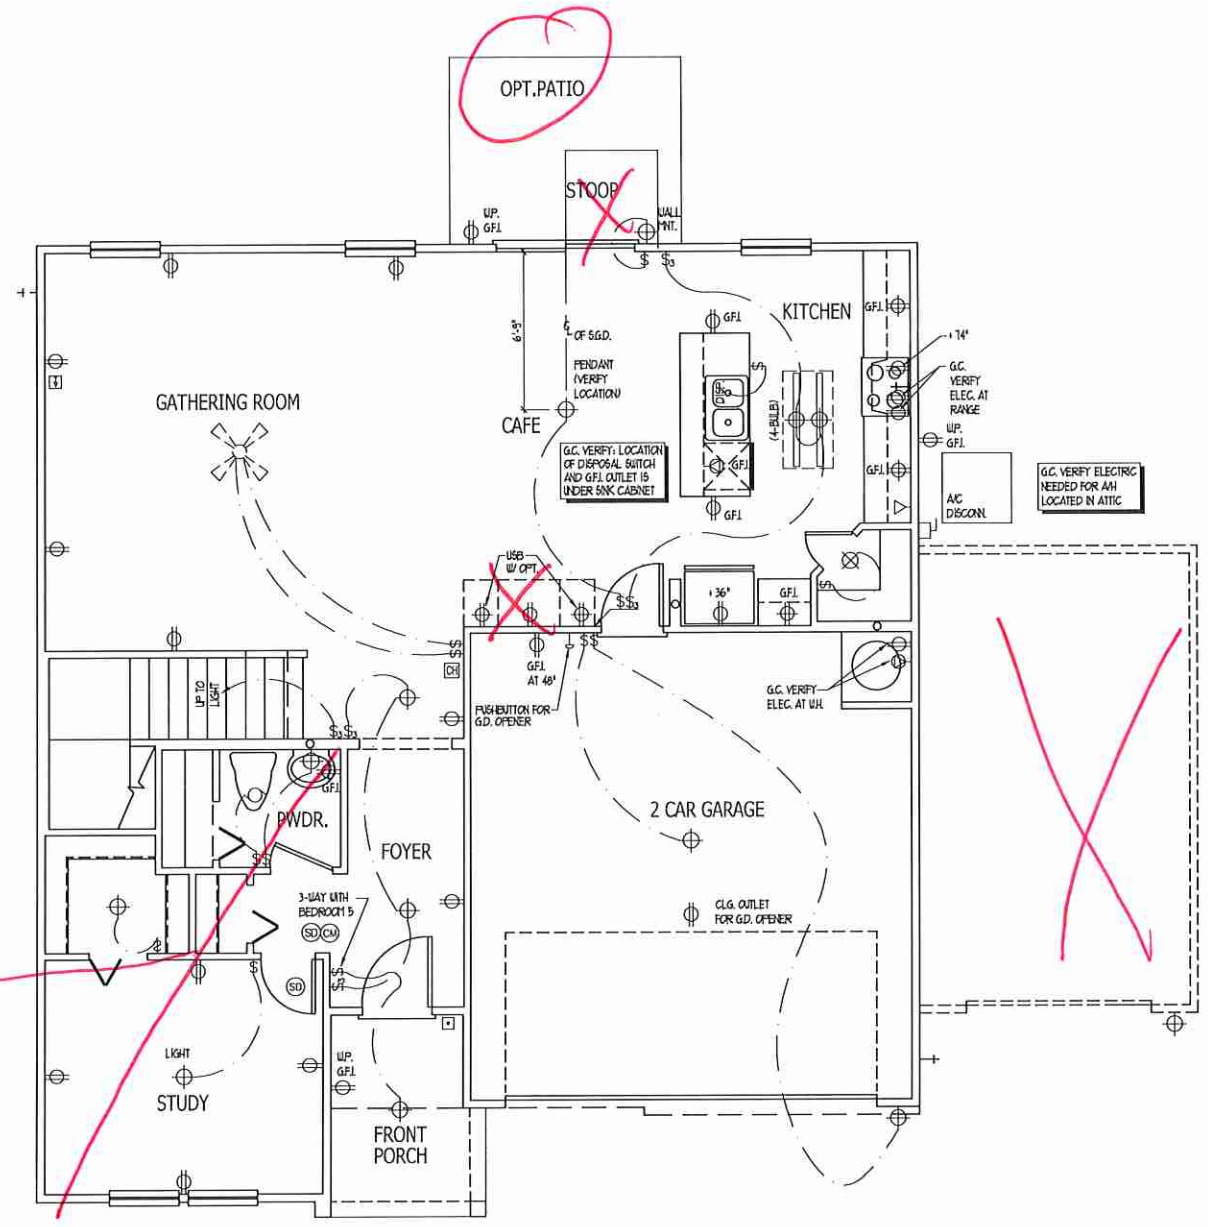 OPT.PATIO
STOOP
W.P.
G.F.I.
WALL
MNT.
KITCHEN
G.F.I.
G.F.I.
6'-9"
OF S.G.D.
PENDANT
(VERIFY
LOCATION)
+74"
G.C.
VERIFY
ELEC. AT
RANGE
GATHERING ROOM
CAFE
(4-BULB)
W.P.
G.F.I.
G.C. VERIFY: LOCATION
OF DISPOSAL SWITCH
AND G.F.I. OUTLET IS
UNDER SINK CABINET
G.F.I.
G.F.I.
G.F.I.
A/C
DISCONN.
G.C. VERIFY ELECTRIC
NEEDED FOR A/H
LOCATED IN ATTIC
USB
W/ OPT.
+36"
G.F.I.
CH
G.F.I.
AT 48"
UP TO
LIGHT
PUSHBUTTON FOR
G.D. OPENER
G.C. VERIFY
ELEC. AT W.H.
G.F.I.
PWDR.
2 CAR GARAGE
FOYER
3-WAY WITH
BEDROOM 5
SD CM
CLG. OUTLET
FOR G.D. OPENER
SD
LIGHT
W.P.
G.F.I.
STUDY
FRONT
PORCH